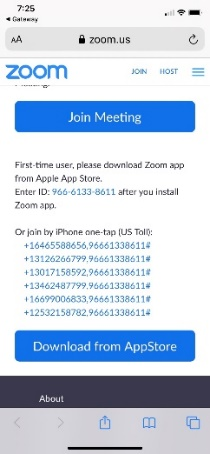 7:25
Gateway
AA
zoom.us
zoom
JOIN
HOST
Meeting.
Join Meeting
First-time user, please download Zoom app
from Apple App Store.
Enter ID: 966-6133-8611 after you install
Zoom app.
Or join by iPhone one-tap (US Toll):
+16465588656,96661338611#
+13126266799,96661338611#
+13017158592,96661338611#
+13462487799,96661338611#
+16699006833,96661338611#
+12532158782,96661338611#
Download from AppStore
About